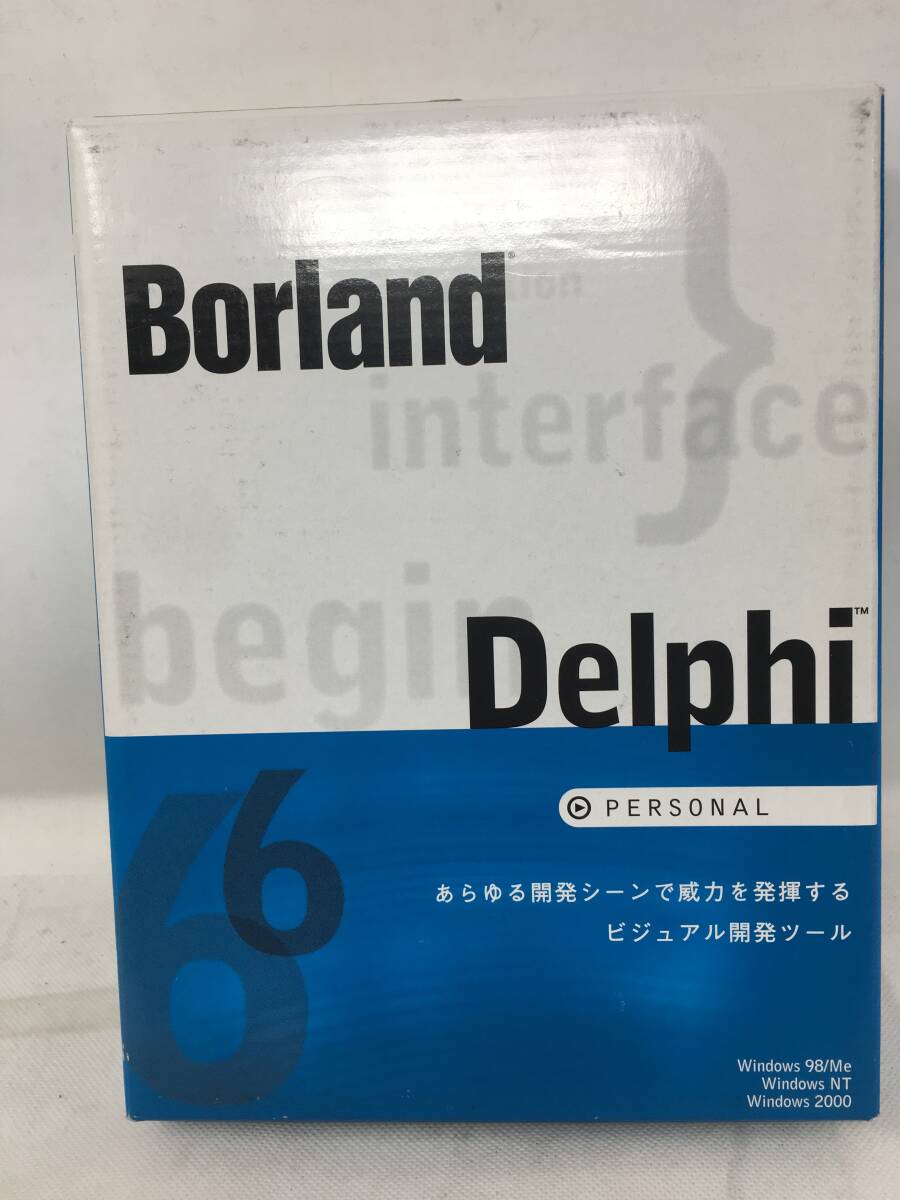 Borland®
interface
}
begin
Delphi™
6
6
PERSONAL
あらゆる開発シーンで威力を発揮する
ビジュアル開発ツール
Windows 98/Me
Windows NT
Windows 2000